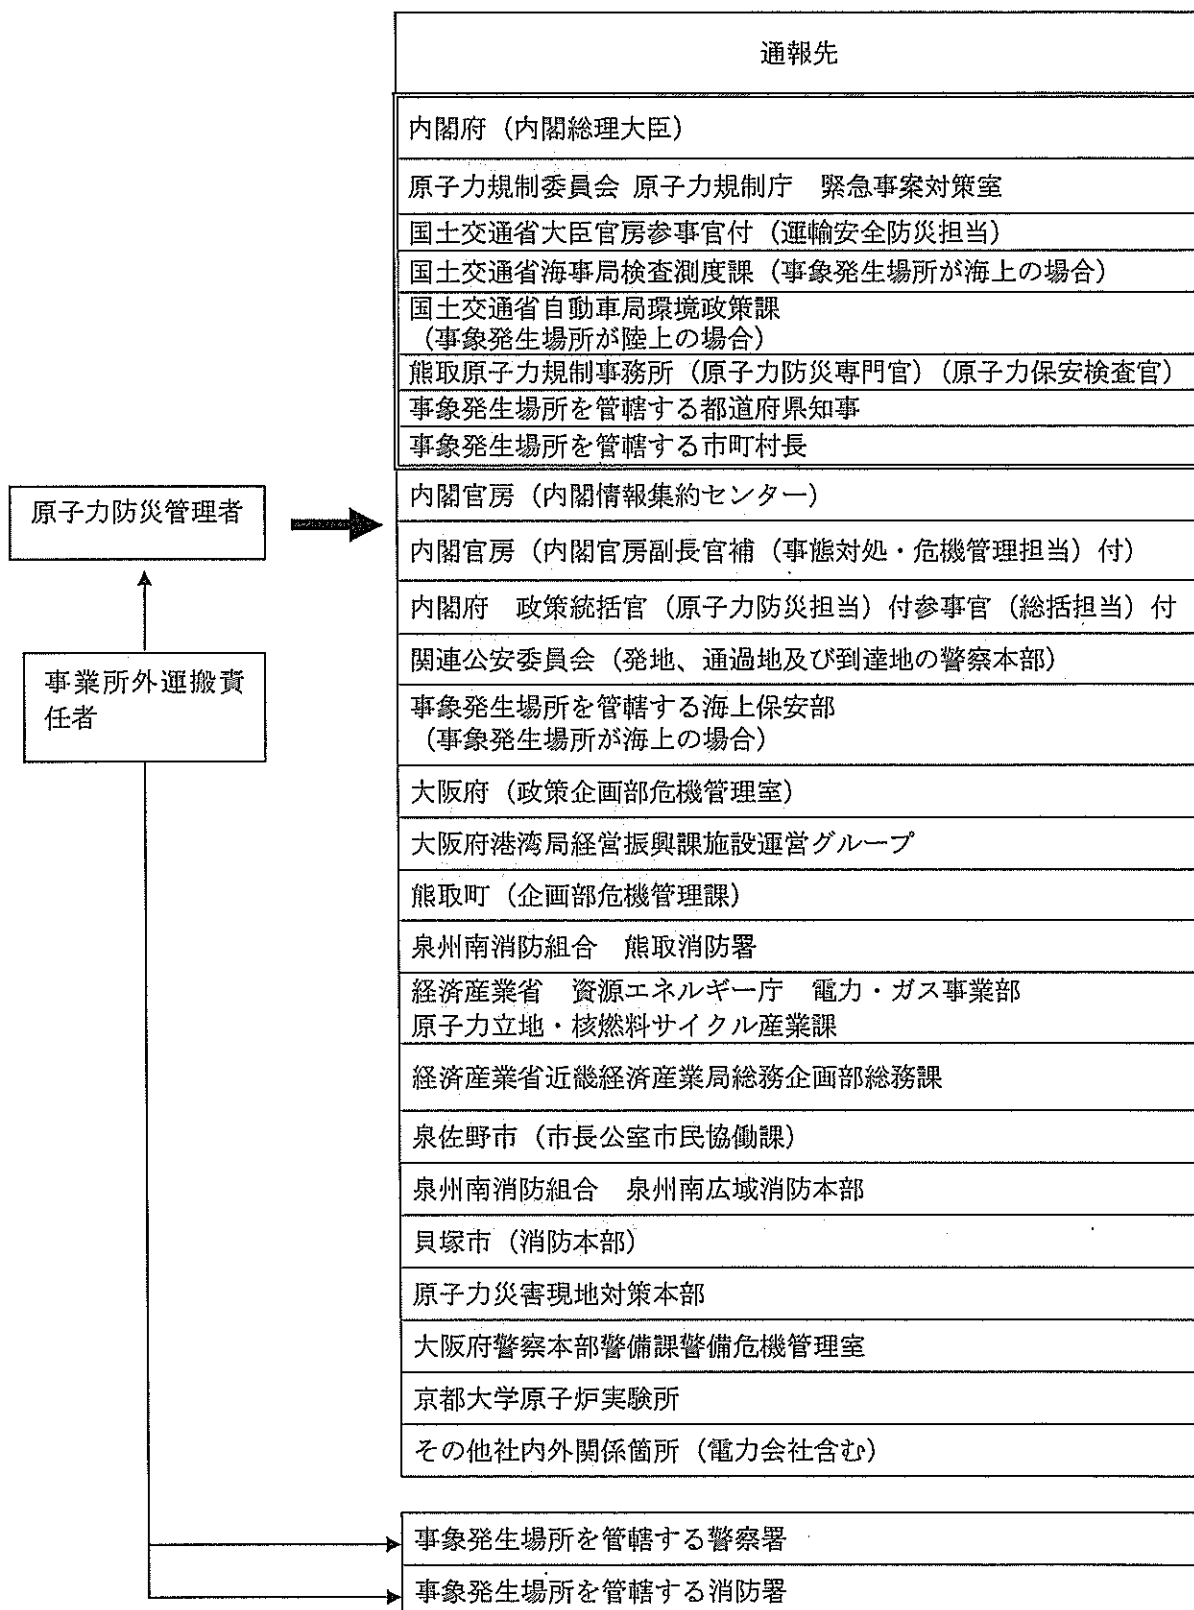 通報先
内閣府（内閣総理大臣）
原子力規制委員会 原子力規制庁　緊急事案対策室
国土交通省大臣官房参事官付（運輸安全防災担当）
国土交通省海事局検査測度課（事象発生場所が海上の場合）
国土交通省自動車局環境政策課
（事象発生場所が陸上の場合）
熊取原子力規制事務所（原子力防災専門官）（原子力保安検査官）
事象発生場所を管轄する都道府県知事
事象発生場所を管轄する市町村長
原子力防災管理者
事業所外運搬責
任者
内閣官房（内閣情報集約センター）
内閣官房（内閣官房副長官補（事態対処・危機管理担当）付）
内閣府　政策統括官（原子力防災担当）付参事官（総括担当）付
関連公安委員会（発地、通過地及び到達地の警察本部）
事象発生場所を管轄する海上保安部
（事象発生場所が海上の場合）
大阪府（政策企画部危機管理室）
大阪府港湾局経営振興課施設運営グループ
熊取町（企画部危機管理課）
泉州南消防組合　熊取消防署
経済産業省　資源エネルギー庁　電力・ガス事業部
原子力立地・核燃料サイクル産業課
経済産業省近畿経済産業局総務企画部総務課
泉佐野市（市長公室市民協働課）
泉州南消防組合　泉州南広域消防本部
貝塚市（消防本部）
原子力災害現地対策本部
大阪府警察本部警備課警備危機管理室
京都大学原子炉実験所
その他社内外関係箇所（電力会社含む）
事象発生場所を管轄する警察署
事象発生場所を管轄する消防署